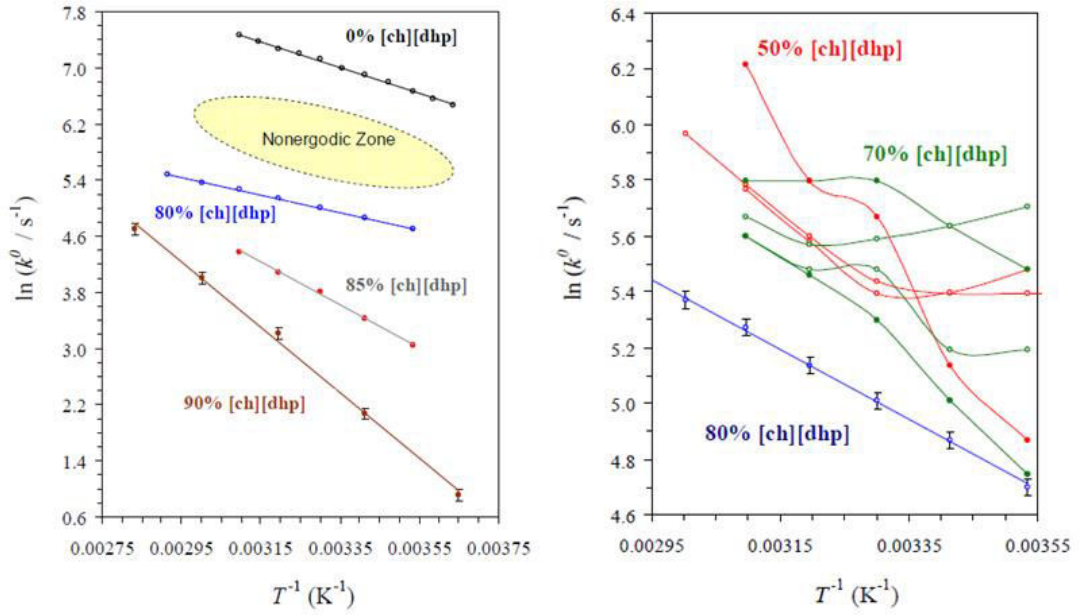 7.8
7.0
6.2
5.4
4.6
3.8
3.0
2.2
1.4
0.6
ln (k⁰ / s⁻¹)
0% [ch][dhp]
Nonergodic Zone
80% [ch][dhp]
85% [ch][dhp]
90% [ch][dhp]
0.00275 0.00295 0.00315 0.00335 0.00355 0.00375
T⁻¹ (K⁻¹)
6.4
6.2
6.0
5.8
5.6
5.4
5.2
5.0
4.8
4.6
ln (k⁰ / s⁻¹)
50% [ch][dhp]
70% [ch][dhp]
80% [ch][dhp]
0.00295 0.00315 0.00335 0.00355
T⁻¹ (K⁻¹)